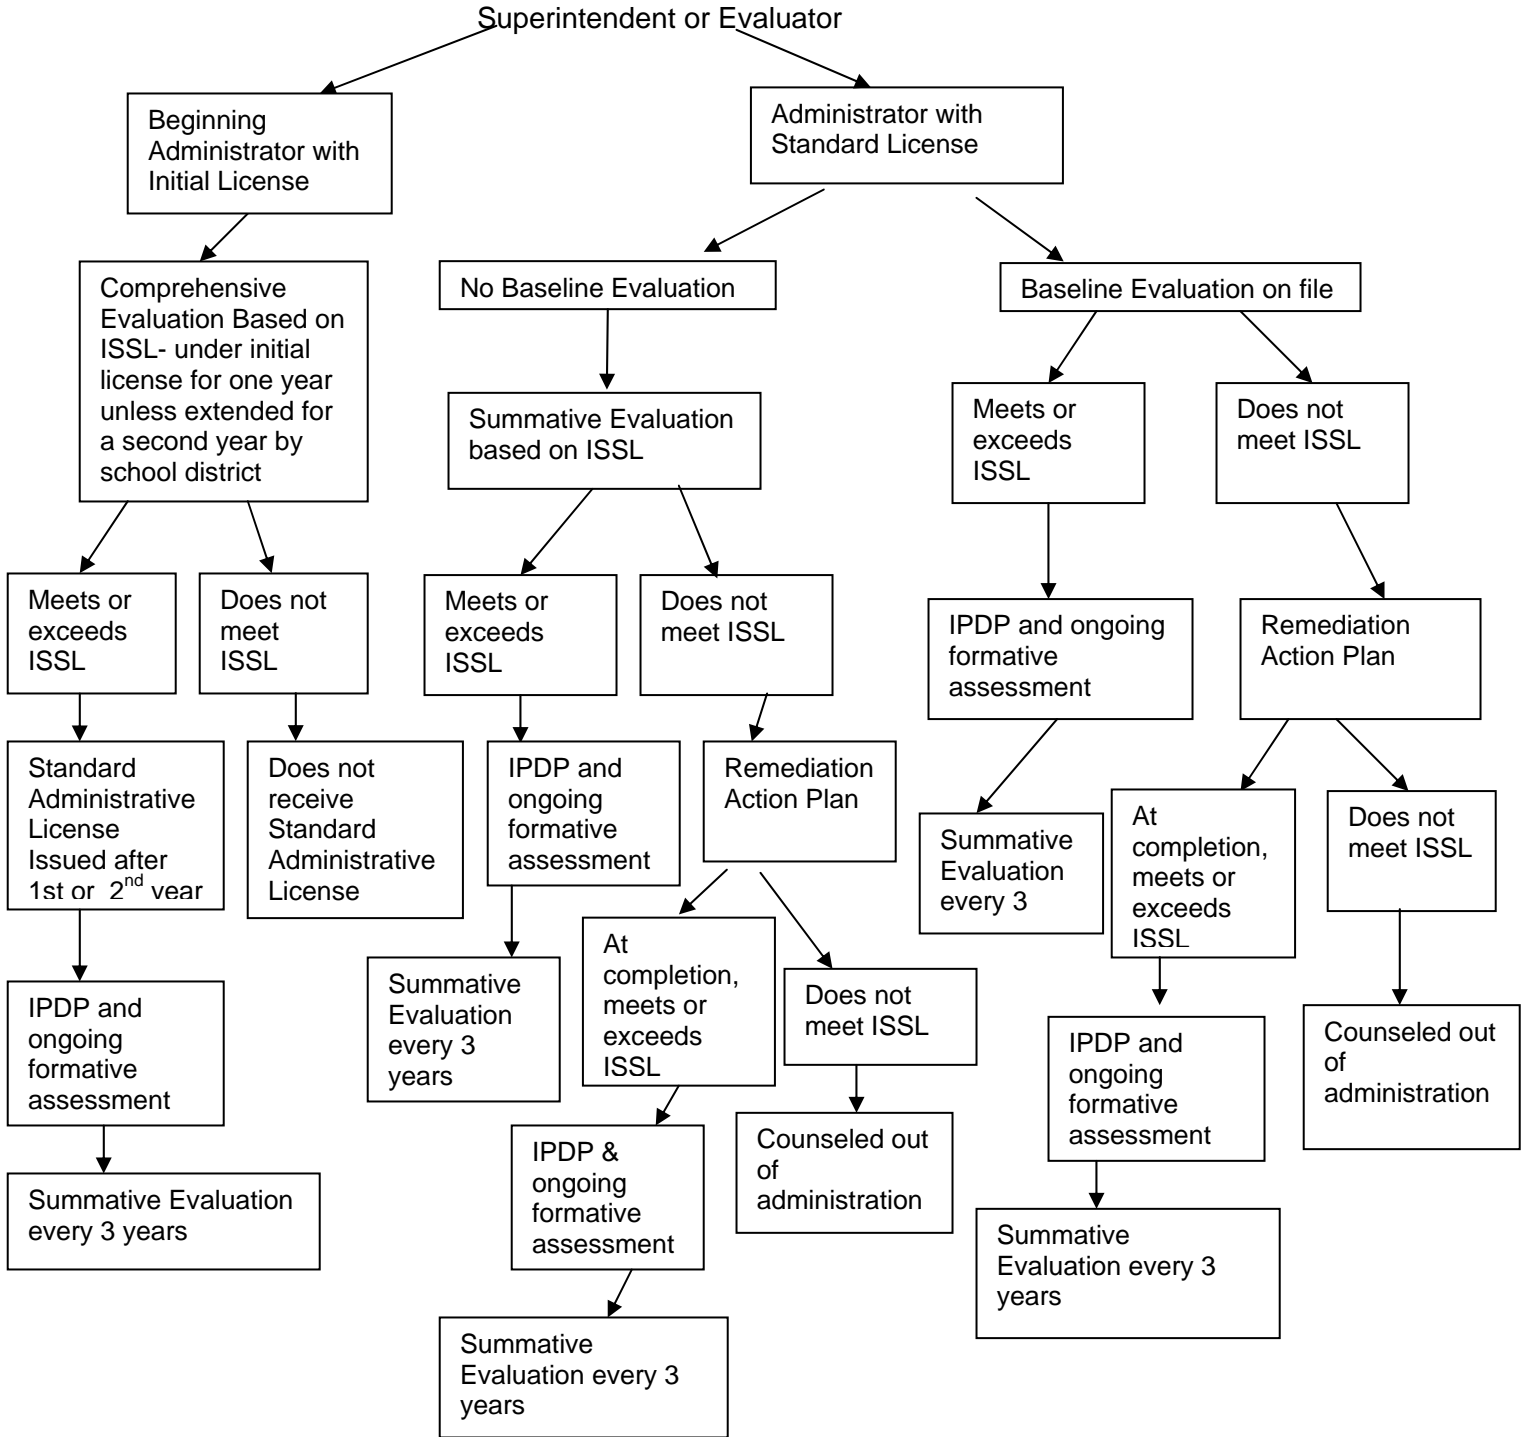 Superintendent or Evaluator
Beginning
Administrator with
Initial License
Administrator with
Standard License
Comprehensive
Evaluation Based on
ISSL- under initial
license for one year
unless extended for
a second year by
school district
No Baseline Evaluation
Baseline Evaluation on file
Summative Evaluation
based on ISSL
Meets or
exceeds
ISSL
Does not
meet ISSL
Meets or
exceeds
ISSL
Does not
meet
ISSL
Meets or
exceeds
ISSL
Does not
meet ISSL
IPDP and ongoing
formative
assessment
Remediation
Action Plan
Standard
Administrative
License
Issued after
1st or 2nd year
Does not
receive
Standard
Administrative
License
IPDP and
ongoing
formative
assessment
Remediation
Action Plan
Summative
Evaluation
every 3
At
completion,
meets or
exceeds
ISSL
Does not
meet ISSL
Summative
Evaluation
every 3
years
At
completion,
meets or
exceeds
ISSL
Does not
meet ISSL
IPDP and
ongoing
formative
assessment
IPDP and
ongoing
formative
assessment
Counseled out
of
administration
IPDP &
ongoing
formative
assessment
Counseled out
of
administration
Summative Evaluation
every 3 years
Summative
Evaluation every 3
years
Summative
Evaluation every 3
years